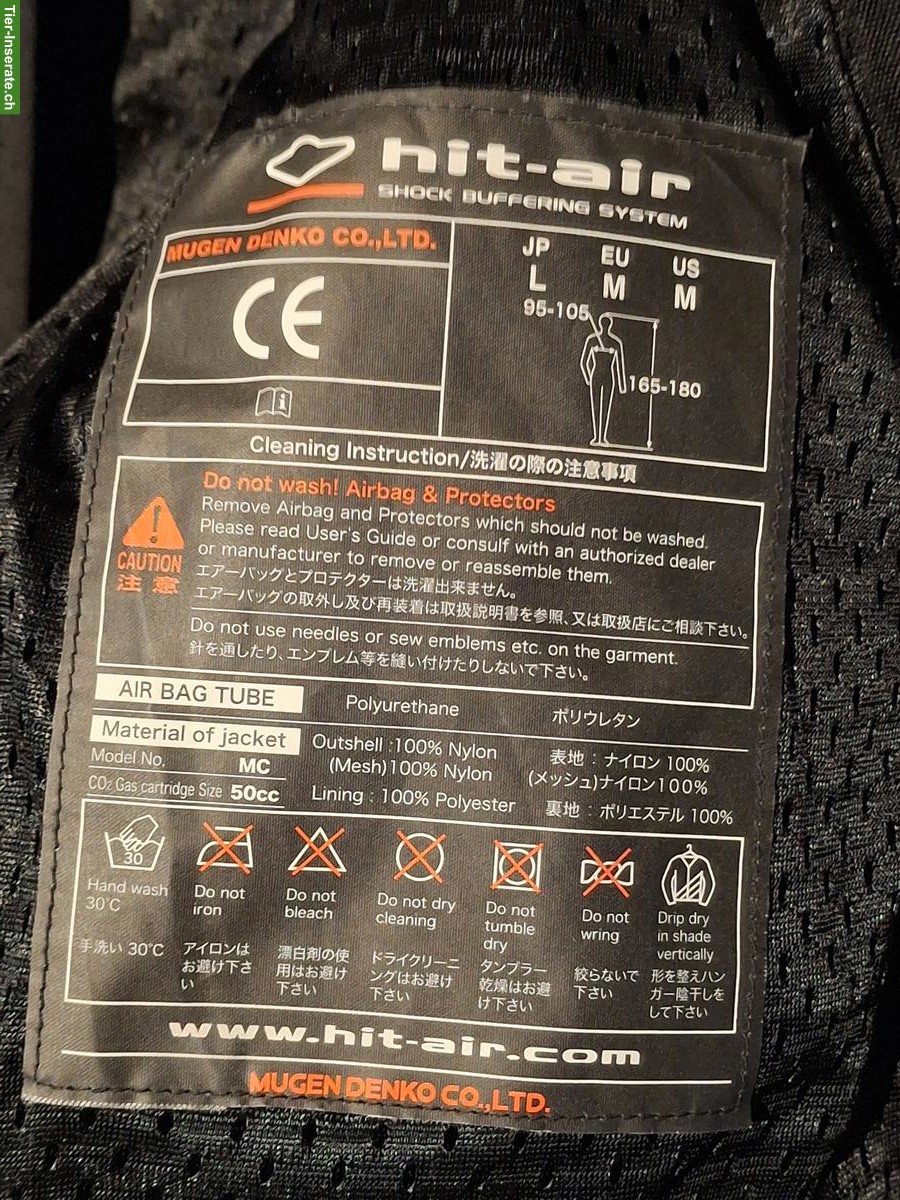 Tier-Inserate.ch
hit-air
SHOCK BUFFERING SYSTEM
MUGEN DENKO CO.,LTD.
CE
JP EU US
L M M
95-105
165-180
Cleaning Instruction/洗濯の際の注意事項
CAUTION
注意
Do not wash! Airbag & Protectors
Remove Airbag and Protectors which should not be washed.
Please read User's Guide or consulf with an authorized dealer
or manufacturer to remove or reassemble them.
エアーバッグとプロテクターは洗濯出来ません。
エアーバッグの取外し及び再装着は取扱説明書を参照、又は取扱店にご相談下さい。
Do not use needles or sew emblems etc. on the garment.
針を通したり、エンブレム等を縫い付けたりしないで下さい。
AIR BAG TUBE Polyurethane ポリウレタン
Material of jacket
Model No. MC
CO2 Gas cartridge Size 50cc
Outshell :100% Nylon
(Mesh)100% Nylon
Lining : 100% Polyester
表地 : ナイロン 100%
(メッシュ)ナイロン100%
裏地 : ポリエステル 100%
30
Hand wash
30℃
手洗い 30℃
Do not
iron
アイロンは
お避け下さ
い
Do not
bleach
漂白剤の使
用はお避け
下さい
Do not dry
cleaning
ドライクリーニ
ングはお避け
下さい
Do not
tumble
dry
タンブラー
乾燥はお避
け下さい
Do not
wring
絞らないで
下さい
Drip dry
in shade
vertically
形を整えハン
ガー陰干しを
して下さい
www.hit-air.com
MUGEN DENKO CO.,LTD.